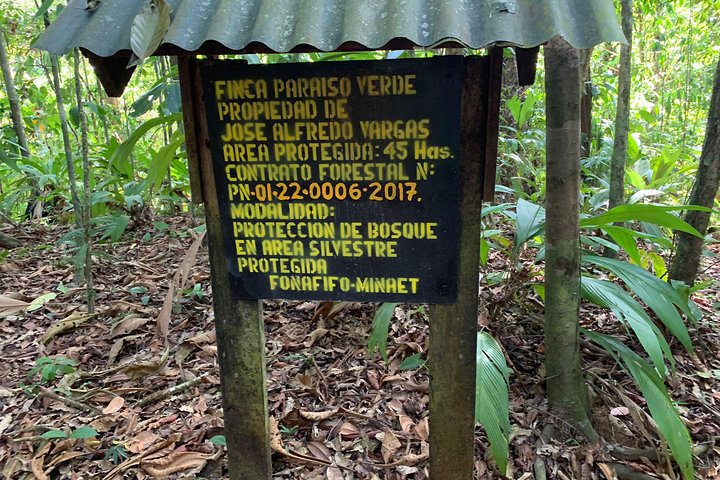 FINCA PARAISO VERDE
PROPIEDAD DE
JOSE ALFREDO VARGAS
AREA PROTEGIDA: 45 Has.
CONTRATO FORESTAL N:
PN-01-22-0006-2017.
MODALIDAD:
PROTECCION DE BOSQUE
EN AREA SILVESTRE
PROTEGIDA
FONAFIFO-MINAET